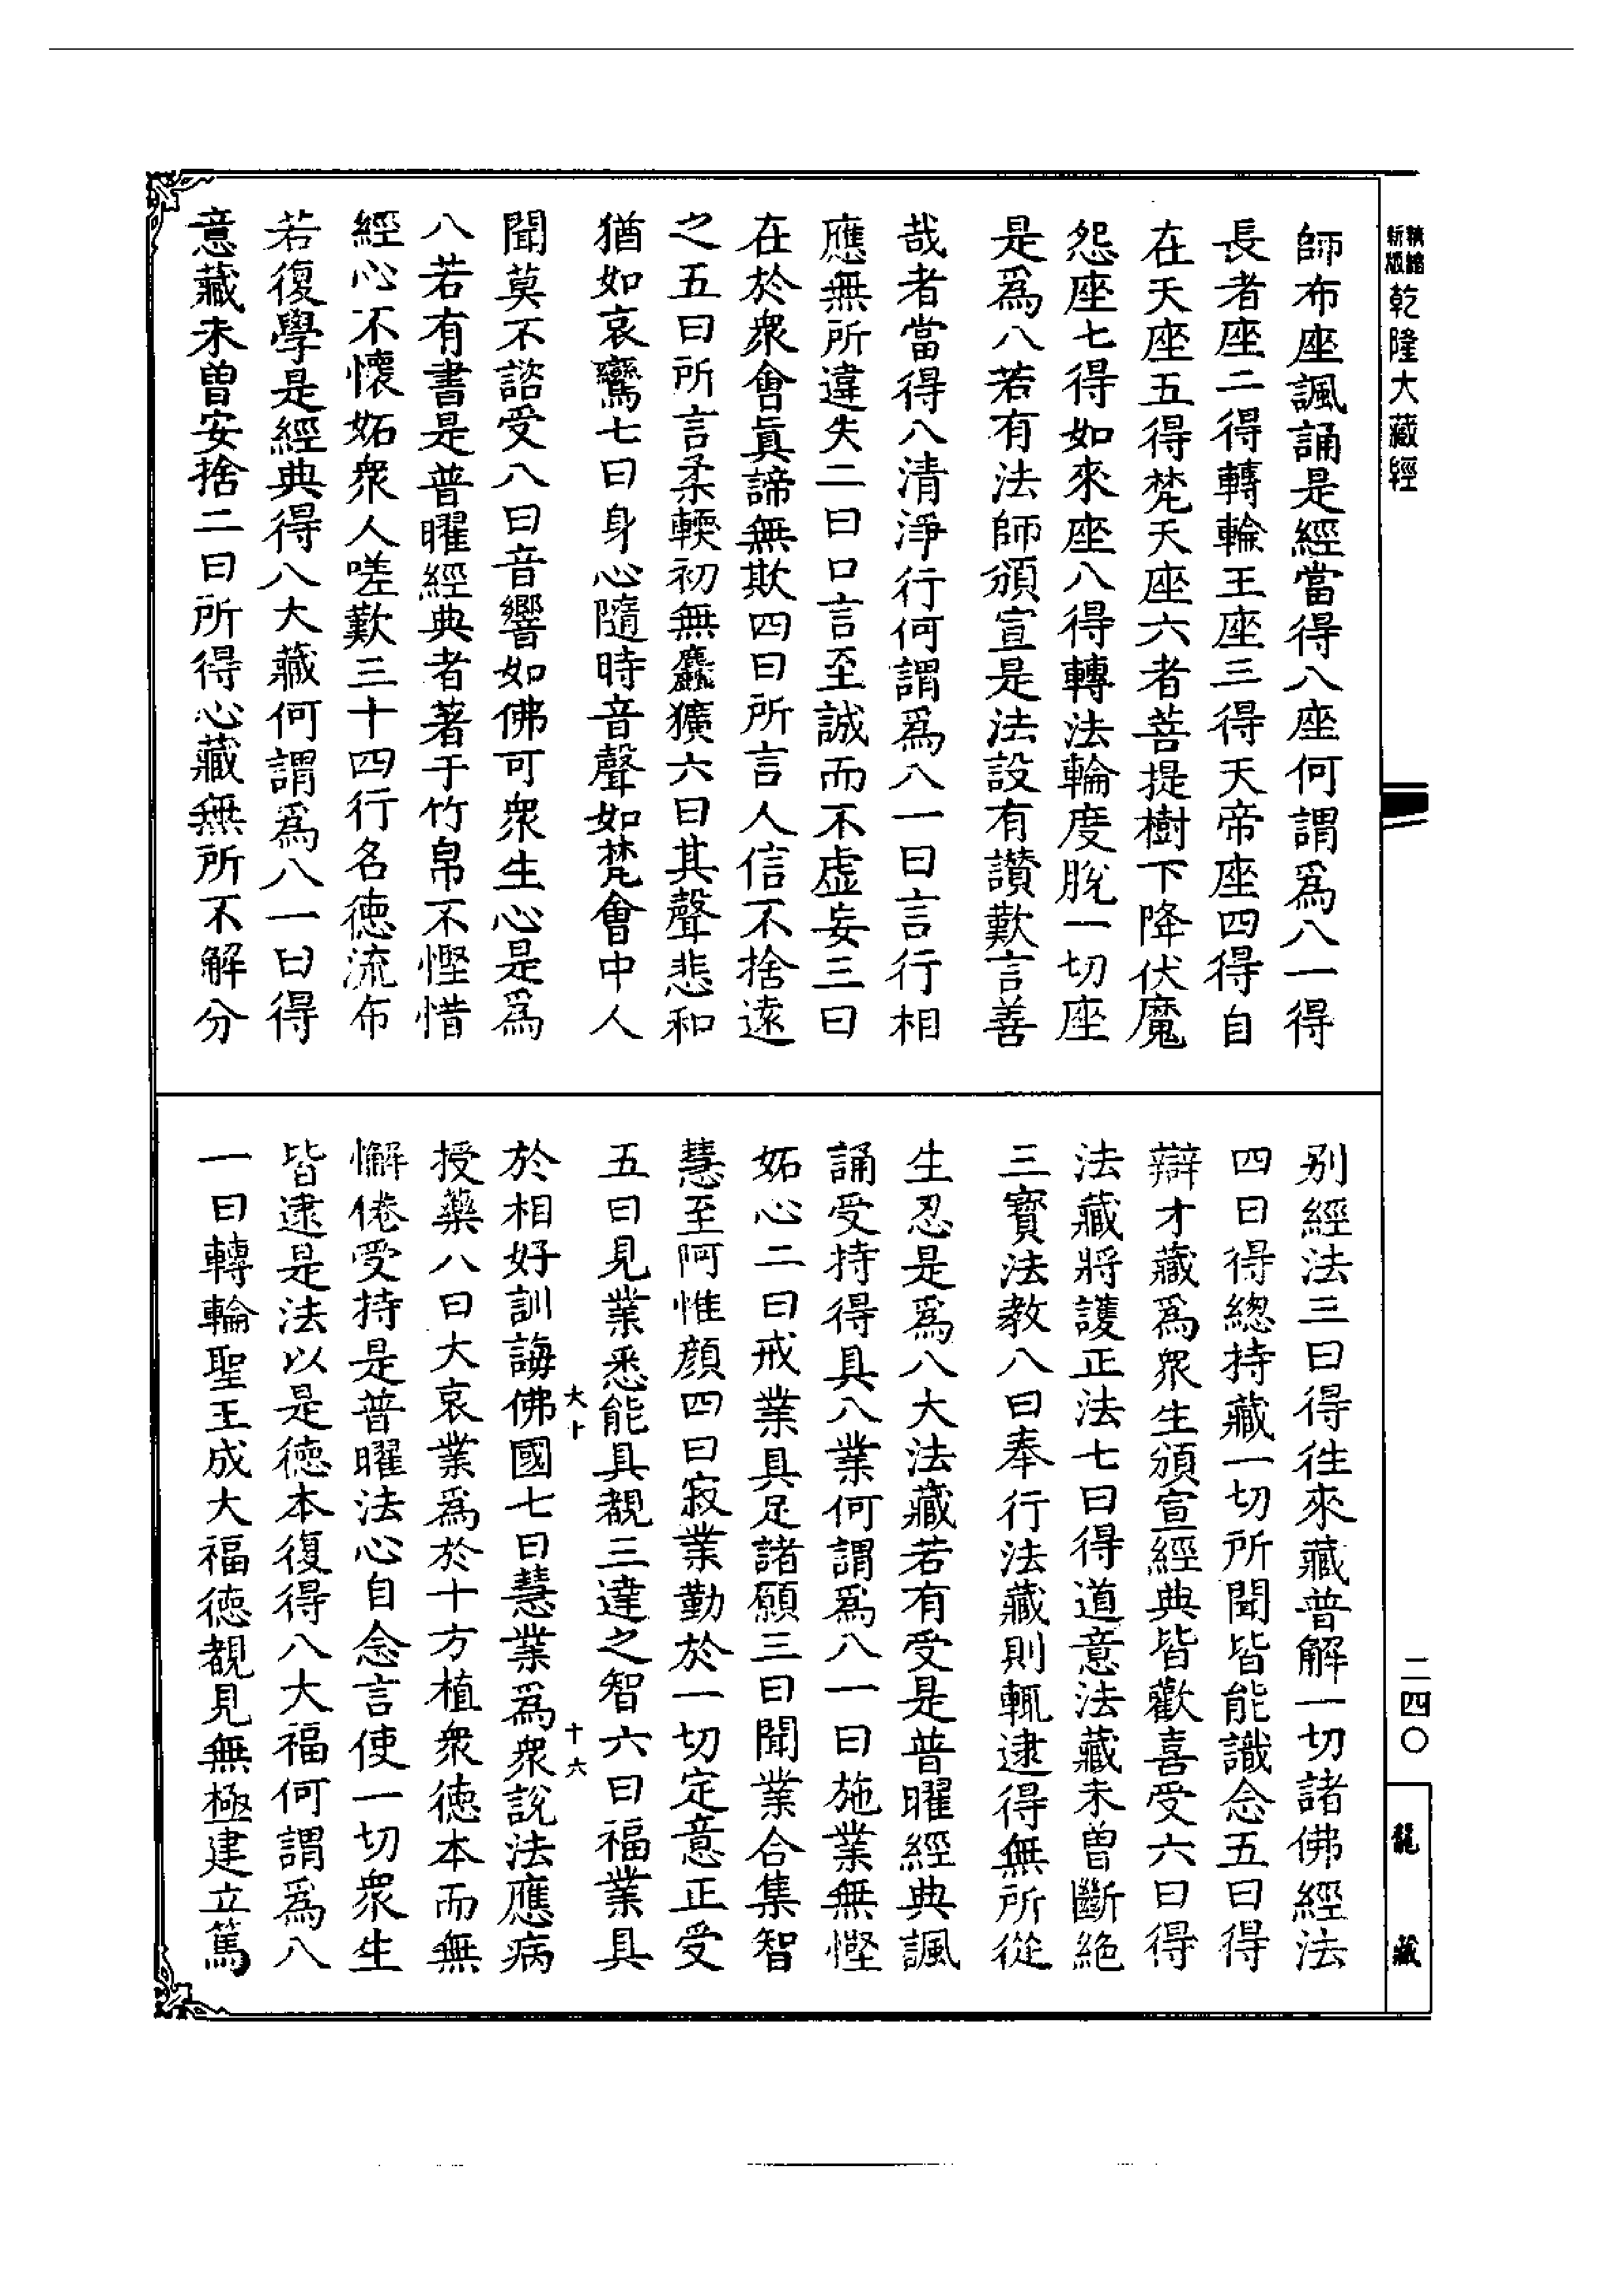 精縮
新版
乾隆大藏經
師布座諷誦是經當得八座何謂爲八一得
長者座二得轉輪王座三得天帝座四得自
在天座五得梵天座六者菩提樹下降伏魔
怨座七得如來座八得轉法輪度脫一切座
是爲八若有法師頒宣是法設有讚歎言善
哉者當得八清淨行何謂爲八一曰言行相
應無所違失二曰口言至誠而不虛妄三曰
在於衆會眞諦無欺四曰所言人信不捨遠
之五曰所言柔輭初無麤獷六曰其聲悲和
猶如哀鸞七曰身心隨時音聲如梵會中人
聞莫不諮受八曰音響如佛可衆生心是爲
八若有書是普曜經典者著于竹帛不慳惜
經心不懷妬衆人嗟歎三十四行名德流布
若復學是經典得八大藏何謂爲八一曰得
意藏未曾安捨二曰所得心藏無所不解分
別經法三曰得往來藏普解一切諸佛經法
四曰得總持藏一切所聞皆能識念五曰得
辯才藏爲衆生頒宣經典皆歡喜受六曰得
法藏將護正法七曰得道意法藏未曾斷絕
三寶法教八曰奉行法藏則輒逮得無所從
生忍是爲八大法藏若有受是普曜經典諷
誦受持得具八業何謂爲八一曰施業無慳
妬心二曰戒業具足諸願三曰聞業合集智
慧至阿惟顏四曰寂業勤於一切定意正受
五曰見業悉能具覩三達之智六曰福業具
大十
十六
於相好訓誨佛國七曰慧業爲衆說法應病
授藥八曰大哀業爲於十方植衆德本而無
懈倦受持是普曜法心自念言使一切衆生
皆逮是法以是德本復得八大福何謂爲八
一曰轉輪聖王成大福德覩見無極建立篤
二四〇
龍藏